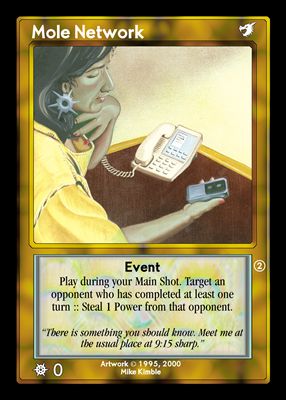 Mole Network
Event
Play during your Main Shot. Target an
opponent who has completed at least one
turn :: Steal 1 Power from that opponent.
2
"There is something you should know. Meet me at
the usual place at 9:15 sharp."
0
Artwork © 1995, 2000
Mike Kimble